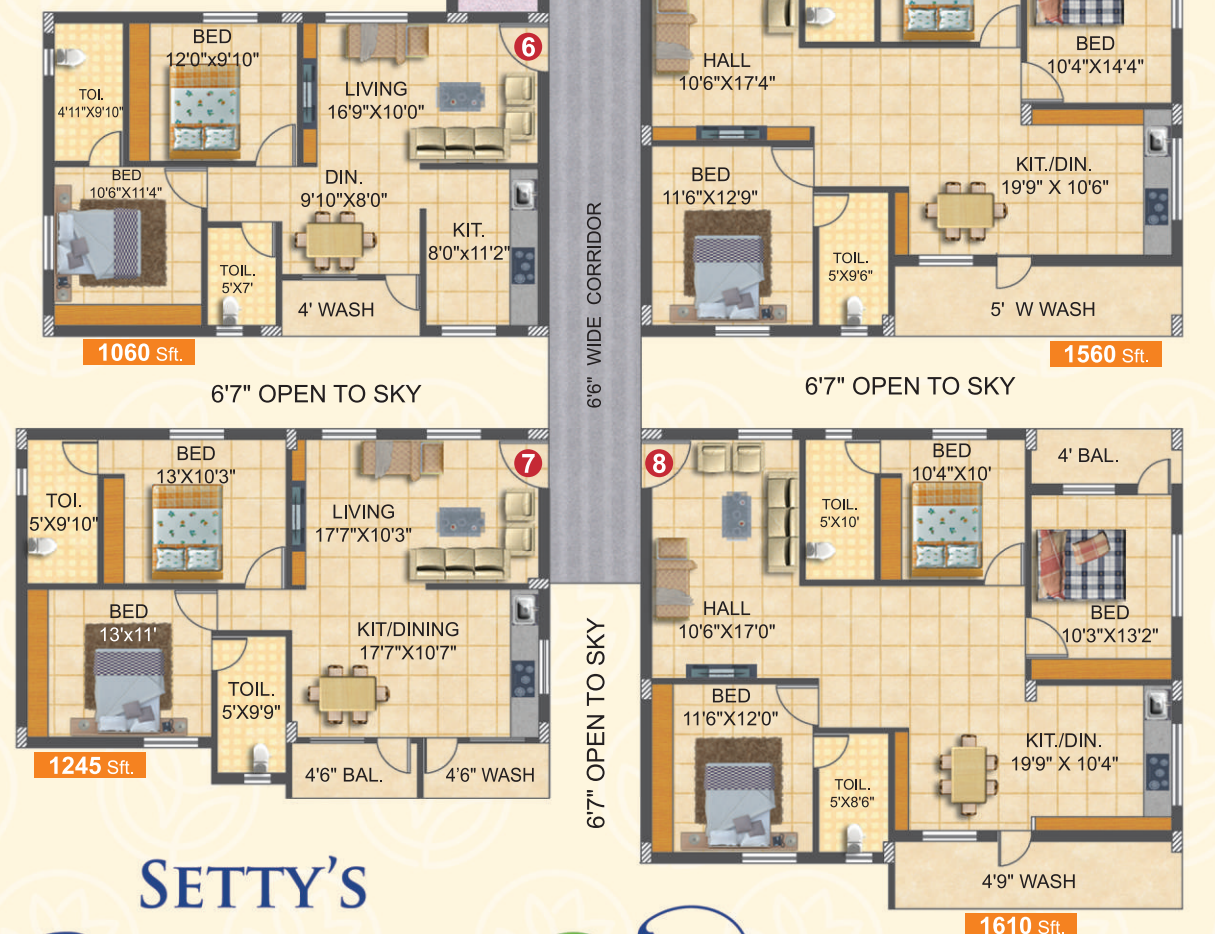 BED
12'0"x9'10"
TOI.
4'11"X9'10"
LIVING
16'9"X10'0"
6
BED
10'6"X11'4"
DIN.
9'10"X8'0"
KIT.
8'0"x11'2"
TOIL.
5'X7'
4' WASH
1060 Sft.
6'7" OPEN TO SKY
6'6" WIDE CORRIDOR
HALL
10'6"X17'4"
BED
10'4"X14'4"
BED
11'6"X12'9"
KIT./DIN.
19'9" X 10'6"
TOIL.
5'X9'6"
5' W WASH
1560 Sft.
6'7" OPEN TO SKY
BED
13'X10'3"
TOI.
5'X9'10"
LIVING
17'7"X10'3"
7
BED
13'x11'
KIT/DINING
17'7"X10'7"
TOIL.
5'X9'9"
4'6" BAL.
4'6" WASH
1245 Sft.
6'7" OPEN TO SKY
8
TOIL.
5'X10'
BED
10'4"X10'
4' BAL.
HALL
10'6"X17'0"
BED
10'3"X13'2"
BED
11'6"X12'0"
KIT./DIN.
19'9" X 10'4"
TOIL.
5'X8'6"
4'9" WASH
1610 Sft.
SETTY'S